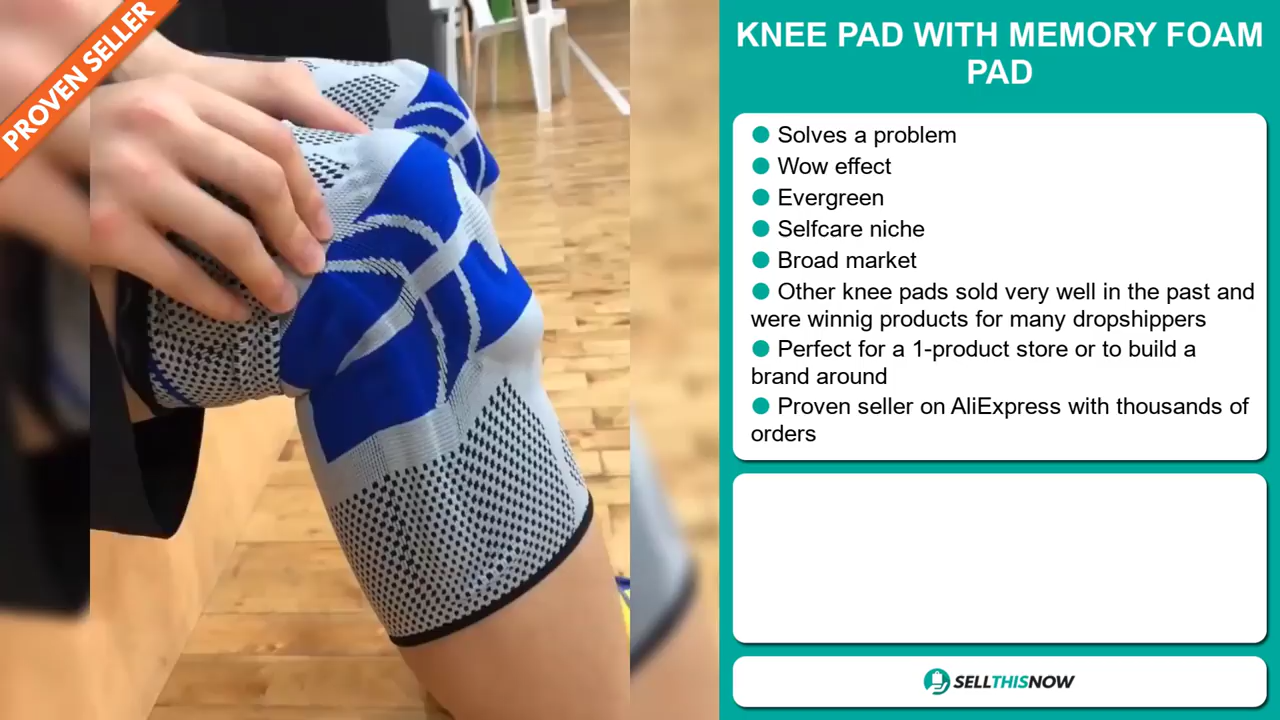 PROVEN SELLER
KNEE PAD WITH MEMORY FOAM
PAD
Solves a problem
Wow effect
Evergreen
Selfcare niche
Broad market
Other knee pads sold very well in the past and
were winnig products for many dropshippers
Perfect for a 1-product store or to build a
brand around
Proven seller on AliExpress with thousands of
orders
SELLTHISNOW